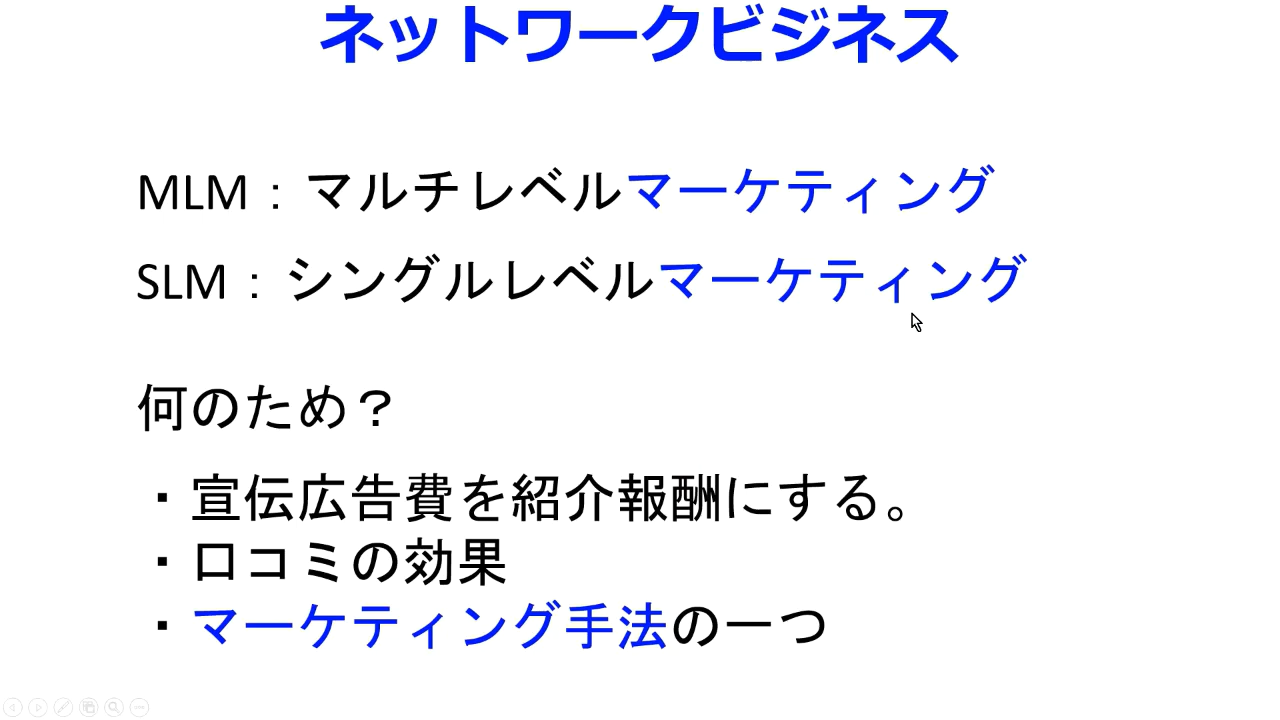 ネットワークビジネス
MLM：マルチレベルマーケティング
SLM：シングルレベルマーケティング
何のため？
・宣伝広告費を紹介報酬にする。
・口コミの効果
・マーケティング手法の一つ